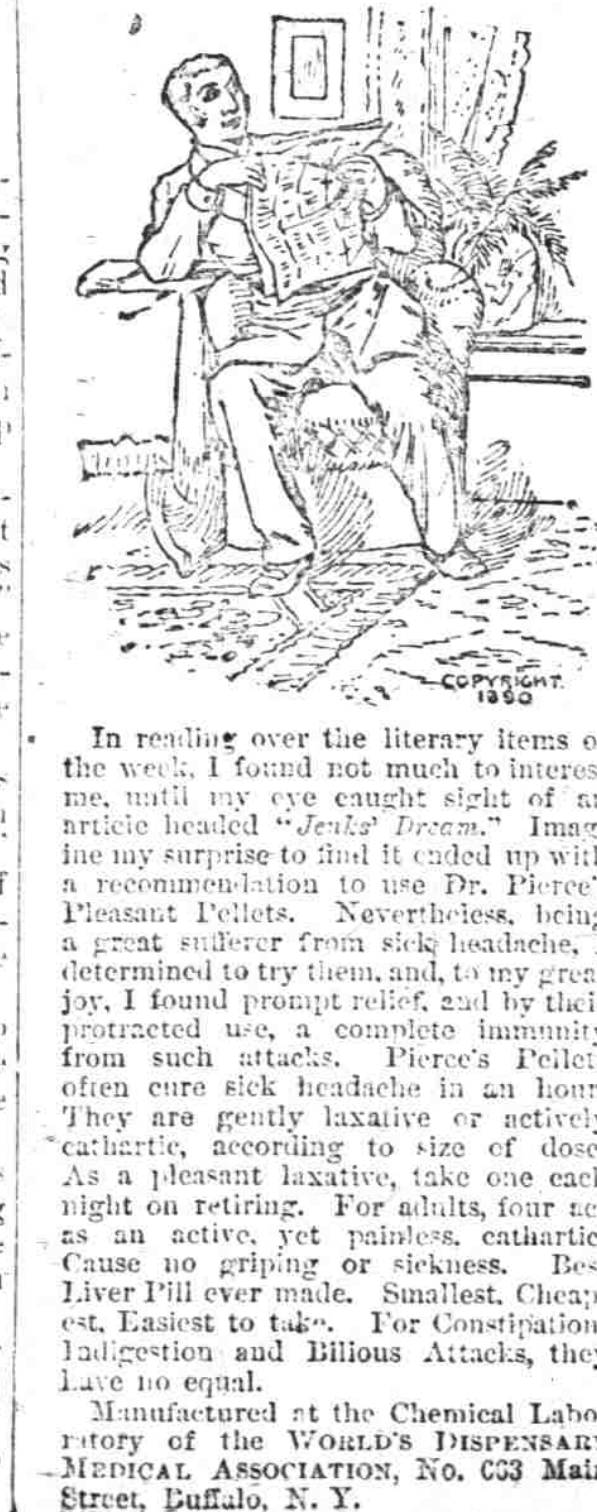 COPYRIGHT.
1890
In reading over the literary items o
the week, I found not much to interes
me, until my eye caught sight of an
article headed "Jenks' Dream." Imag
ine my surprise to find it ended up with
a recommendation to use Dr. Pierce'
Pleasant Pellets. Nevertheless, being
a great sufferer from sick headache,
determined to try them, and, to my grea
joy, I found prompt relief, and by thei
protracted use, a complete immunity
from such attacks. Pierce's Pellet
often cure sick headache in an hour
They are gently laxative or actively
cathartic, according to size of dose
As a pleasant laxative, take one each
night on retiring. For adults, four ac
as an active, yet painless, cathartic
Cause no griping or sickness. Bes
Liver Pill ever made. Smallest, Cheap
est, Easiest to take. For Constipation
Indigestion and Bilious Attacks, they
have no equal.
Manufactured at the Chemical Labo
ratory of the WORLD'S DISPENSARY
MEDICAL ASSOCIATION, No. 663 Main
Street, Buffalo, N. Y.